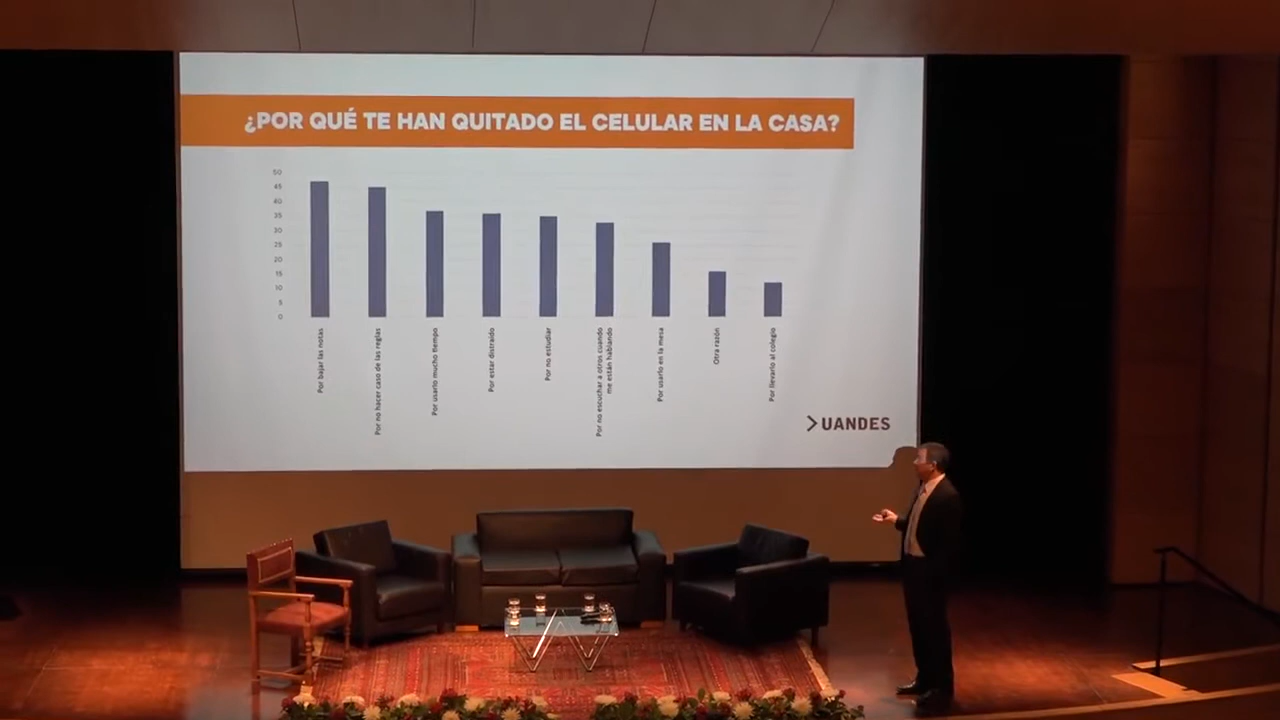 ¿POR QUÉ TE HAN QUITADO EL CELULAR EN LA CASA?
50
45
40
35
30
25
20
15
10
5
0
Por bajar las notas
Por no hacer caso de las reglas
Por usarlo mucho tiempo
Por estar distraído
Por no estudiar
Por no escuchar a otros cuando
me están hablando
Por usarlo en la mesa
Otra razón
Por llevarlo al colegio
UANDES